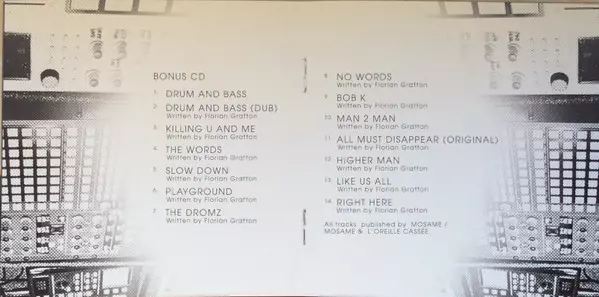 BONUS CD
1. DRUM AND BASS
2. DRUM AND BASS (DUB)
Written by Florian Gratton
3. KILLING U AND ME
Written by Florian Gratton
4. THE WORDS
Written by Florian Gratton
5. SLOW DOWN
Written by Florian Gratton
6. PLAYGROUND
Written by Florian Gratton
7. THE DROMZ
Written by Florian Gratton
8. NO WORDS
Written by Florian Gratton
9. BOB K
Written by Florian Gratton
10. MAN 2 MAN
Written by Florian Gratton
11. ALL MUST DISAPPEAR (ORIGINAL)
Written by Florian Gratton
12. HIGHER MAN
Written by Florian Gratton
13. LIKE US ALL
Written by Florian Gratton
14. RIGHT HERE
Written by Florian Gratton
All tracks published by MOSAME /
MOSAME & L'OREILLE CASSEE